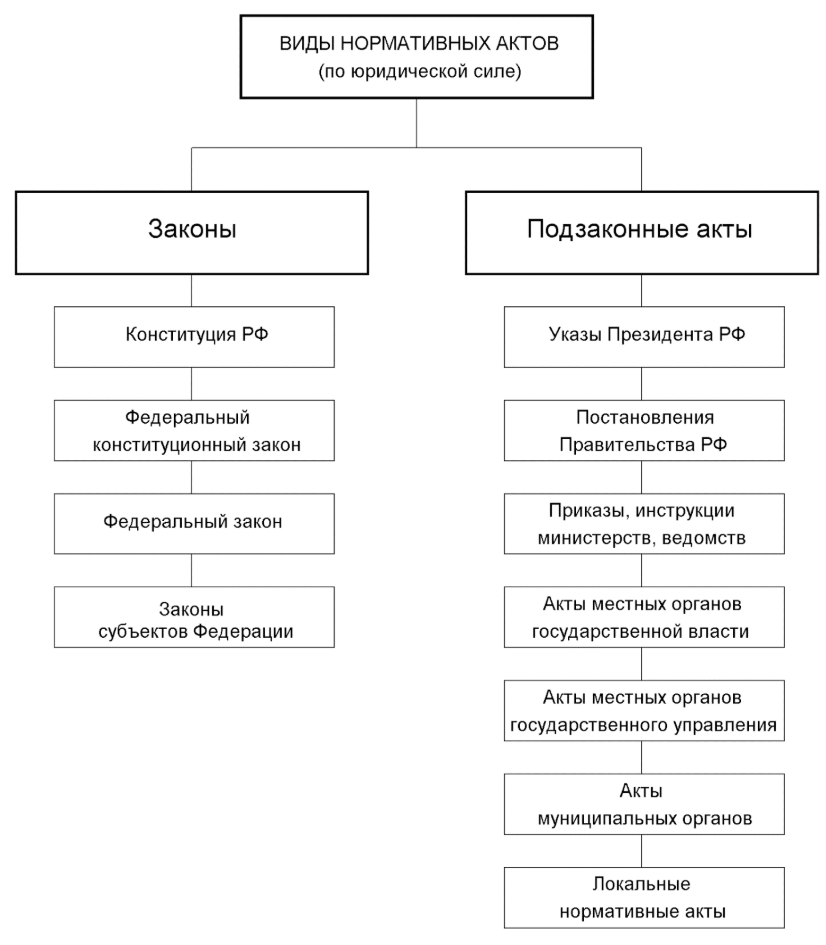 ВИДЫ НОРМАТИВНЫХ АКТОВ
(по юридической силе)
Законы
Конституция РФ
Федеральный
конституционный закон
Федеральный закон
Законы
субъектов Федерации
Подзаконные акты
Указы Президента РФ
Постановления
Правительства РФ
Приказы, инструкции
министерств, ведомств
Акты местных органов
государственной власти
Акты местных органов
государственного управления
Акты
муниципальных органов
Локальные
нормативные акты